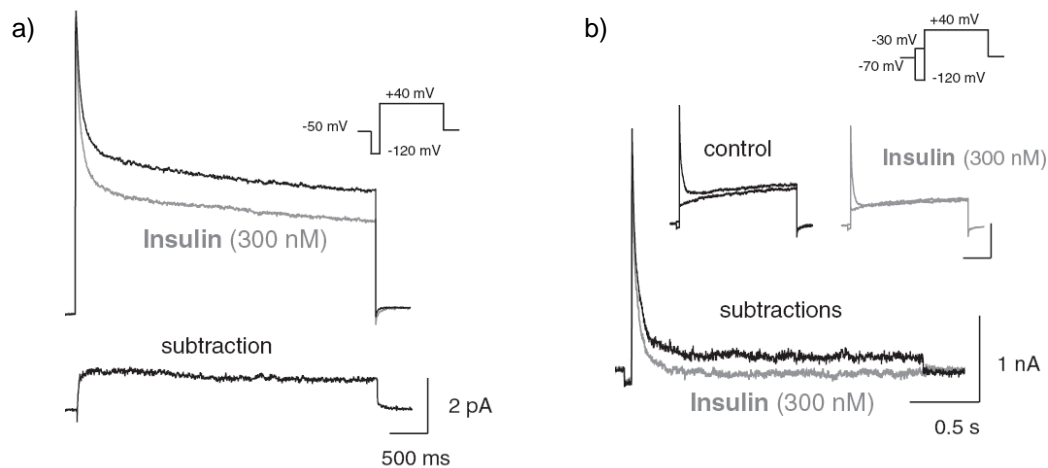 a)
+40 mV
-50 mV
-120 mV
Insulin (300 nM)
subtraction
2 pA
500 ms
b)
+40 mV
-30 mV
-70 mV
-120 mV
control
Insulin (300 nM)
subtractions
1 nA
Insulin (300 nM)
0.5 s